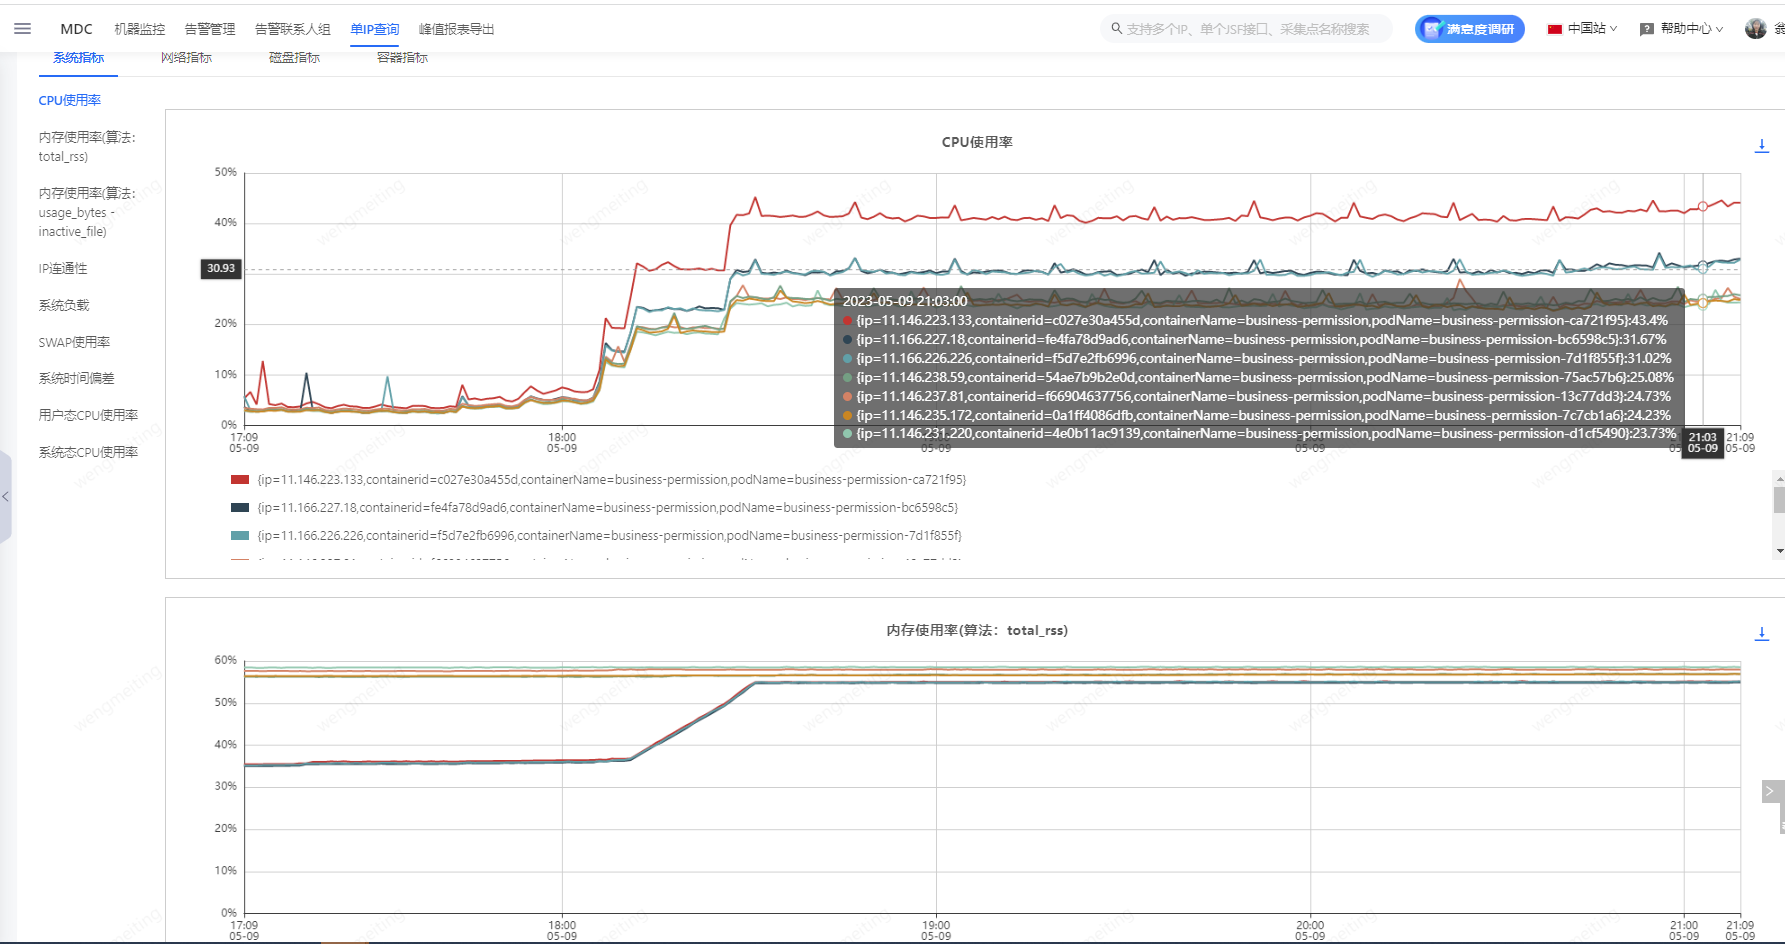 MDC 机器监控 告警管理 告警联系人组 单IP查询 峰值报表导出 支持多个IP、单个JSF接口、采集点名称搜索 满意度调研 中国站 帮助中心
系统指标 网络指标 磁盘指标 容器指标
CPU使用率
内存使用率(算法：
total_rss)
内存使用率(算法：
usage_bytes -
inactive_file)
IP连通性
系统负载
SWAP使用率
系统时间偏差
用户态CPU使用率
系统态CPU使用率
CPU使用率
50%
40%
30.93
20%
10%
0%
17:09
05-09
18:00
05-09
05-09
21:03
05-09
21:09
05-09
2023-05-09 21:03:00
{ip=11.146.223.133,containerid=c027e30a455d,containerName=business-permission,podName=business-permission-ca721f95}:43.4%
{ip=11.166.227.18,containerid=fe4fa78d9ad6,containerName=business-permission,podName=business-permission-bc6598c5}:31.67%
{ip=11.166.226.226,containerid=f5d7e2fb6996,containerName=business-permission,podName=business-permission-7d1f855f}:31.02%
{ip=11.146.238.59,containerid=54ae7b9b2e0d,containerName=business-permission,podName=business-permission-75ac57b6}:25.08%
{ip=11.146.237.81,containerid=f66904637756,containerName=business-permission,podName=business-permission-13c77dd3}:24.73%
{ip=11.146.235.172,containerid=0a1ff4086dfb,containerName=business-permission,podName=business-permission-7c7cb1a6}:24.23%
{ip=11.146.231.220,containerid=4e0b11ac9139,containerName=business-permission,podName=business-permission-d1cf5490}:23.73%
{ip=11.146.223.133,containerid=c027e30a455d,containerName=business-permission,podName=business-permission-ca721f95}
{ip=11.166.227.18,containerid=fe4fa78d9ad6,containerName=business-permission,podName=business-permission-bc6598c5}
{ip=11.166.226.226,containerid=f5d7e2fb6996,containerName=business-permission,podName=business-permission-7d1f855f}
内存使用率(算法：total_rss)
60%
50%
40%
30%
20%
10%
0%
17:09
05-09
18:00
05-09
19:00
05-09
20:00
05-09
21:00
05-09
21:09
05-09
wengmeiting